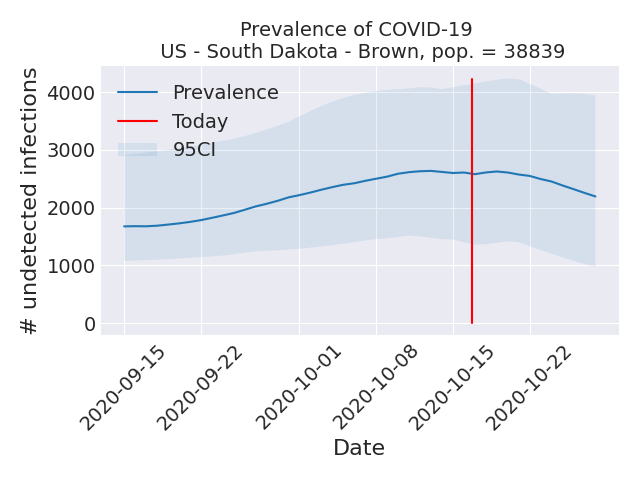 Prevalence of COVID-19
US - South Dakota - Brown, pop. = 38839
# undetected infections
4000
3000
2000
1000
0
Prevalence
Today
95CI
2020-09-15
2020-09-22
2020-10-01
2020-10-08
2020-10-15
2020-10-22
Date